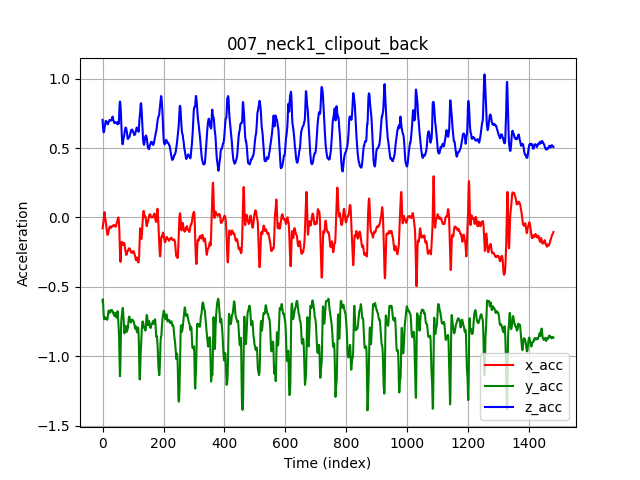 007_neck1_clipout_back
1.0
0.5
0.0
−0.5
−1.0
−1.5
Acceleration
x_acc
y_acc
z_acc
0 200 400 600 800 1000 1200 1400
Time (index)